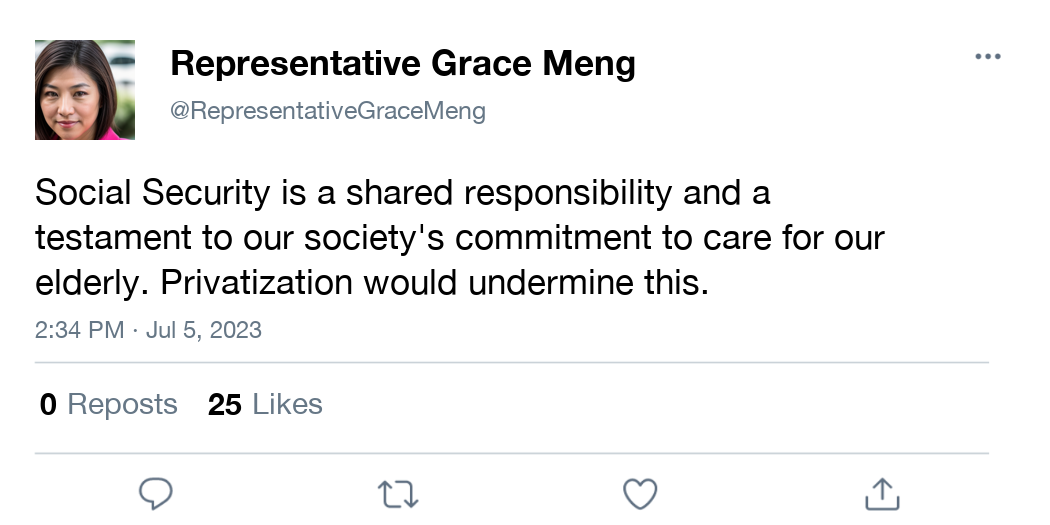 Representative Grace Meng
@RepresentativeGraceMeng
Social Security is a shared responsibility and a
testament to our society's commitment to care for our
elderly. Privatization would undermine this.
2:34 PM · Jul 5, 2023
0 Reposts 25 Likes